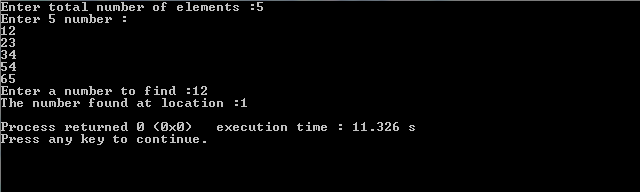 Enter total number of elements :5
Enter 5 number :
12
23
34
54
65
Enter a number to find :12
The number found at location :1
Process returned 0 (0x0)   execution time : 11.326 s
Press any key to continue.